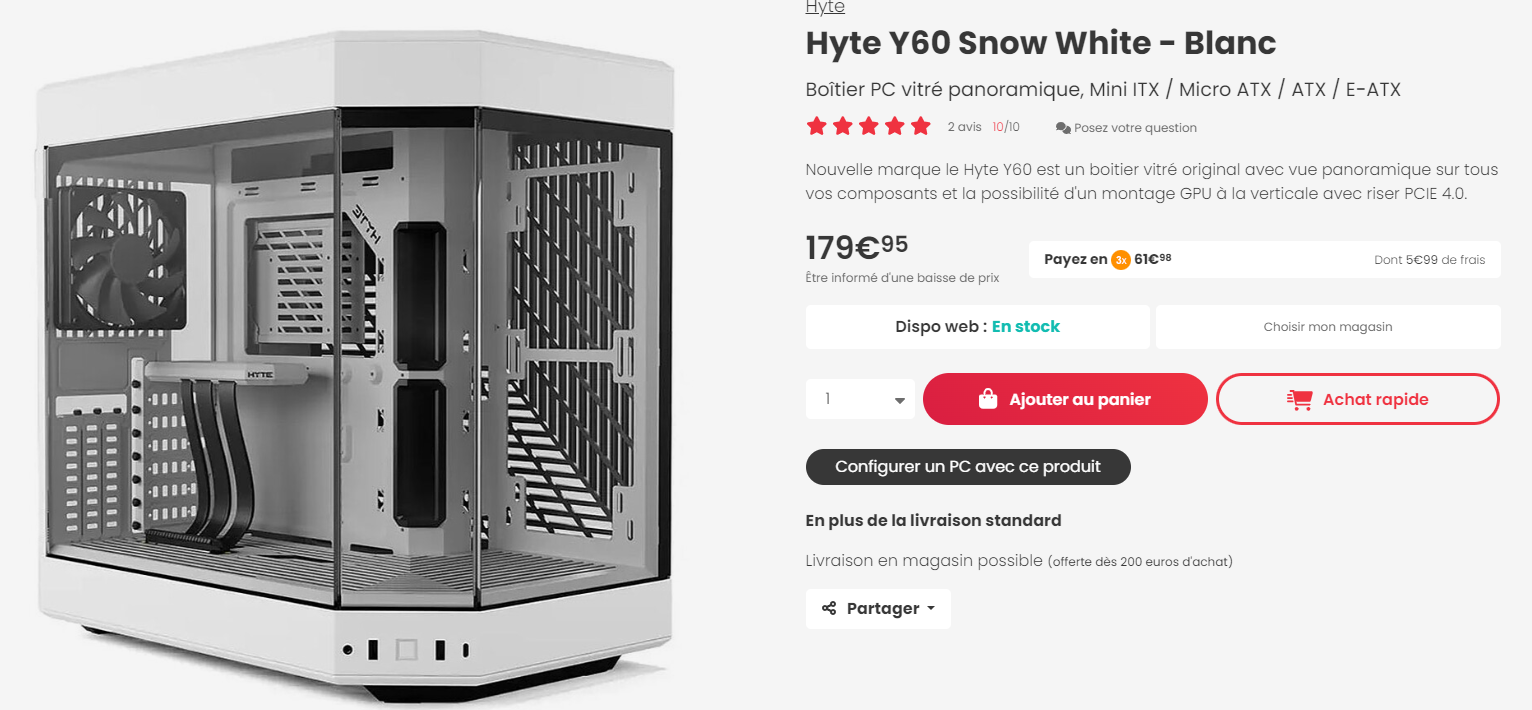 Hyte
Hyte Y60 Snow White - Blanc
Boîtier PC vitré panoramique, Mini ITX / Micro ATX / ATX / E-ATX
2 avis 10/10 Posez votre question
Nouvelle marque le Hyte Y60 est un boitier vitré original avec vue panoramique sur tous
vos composants et la possibilité d'un montage GPU à la verticale avec riser PCIE 4.0.
179€95
Payez en 3x 61€98 Dont 5€99 de frais
Être informé d'une baisse de prix
Dispo web : En stock
Choisir mon magasin
1
Ajouter au panier
Achat rapide
Configurer un PC avec ce produit
En plus de la livraison standard
Livraison en magasin possible (offerte dès 200 euros d'achat)
Partager
HYTE
HYTE